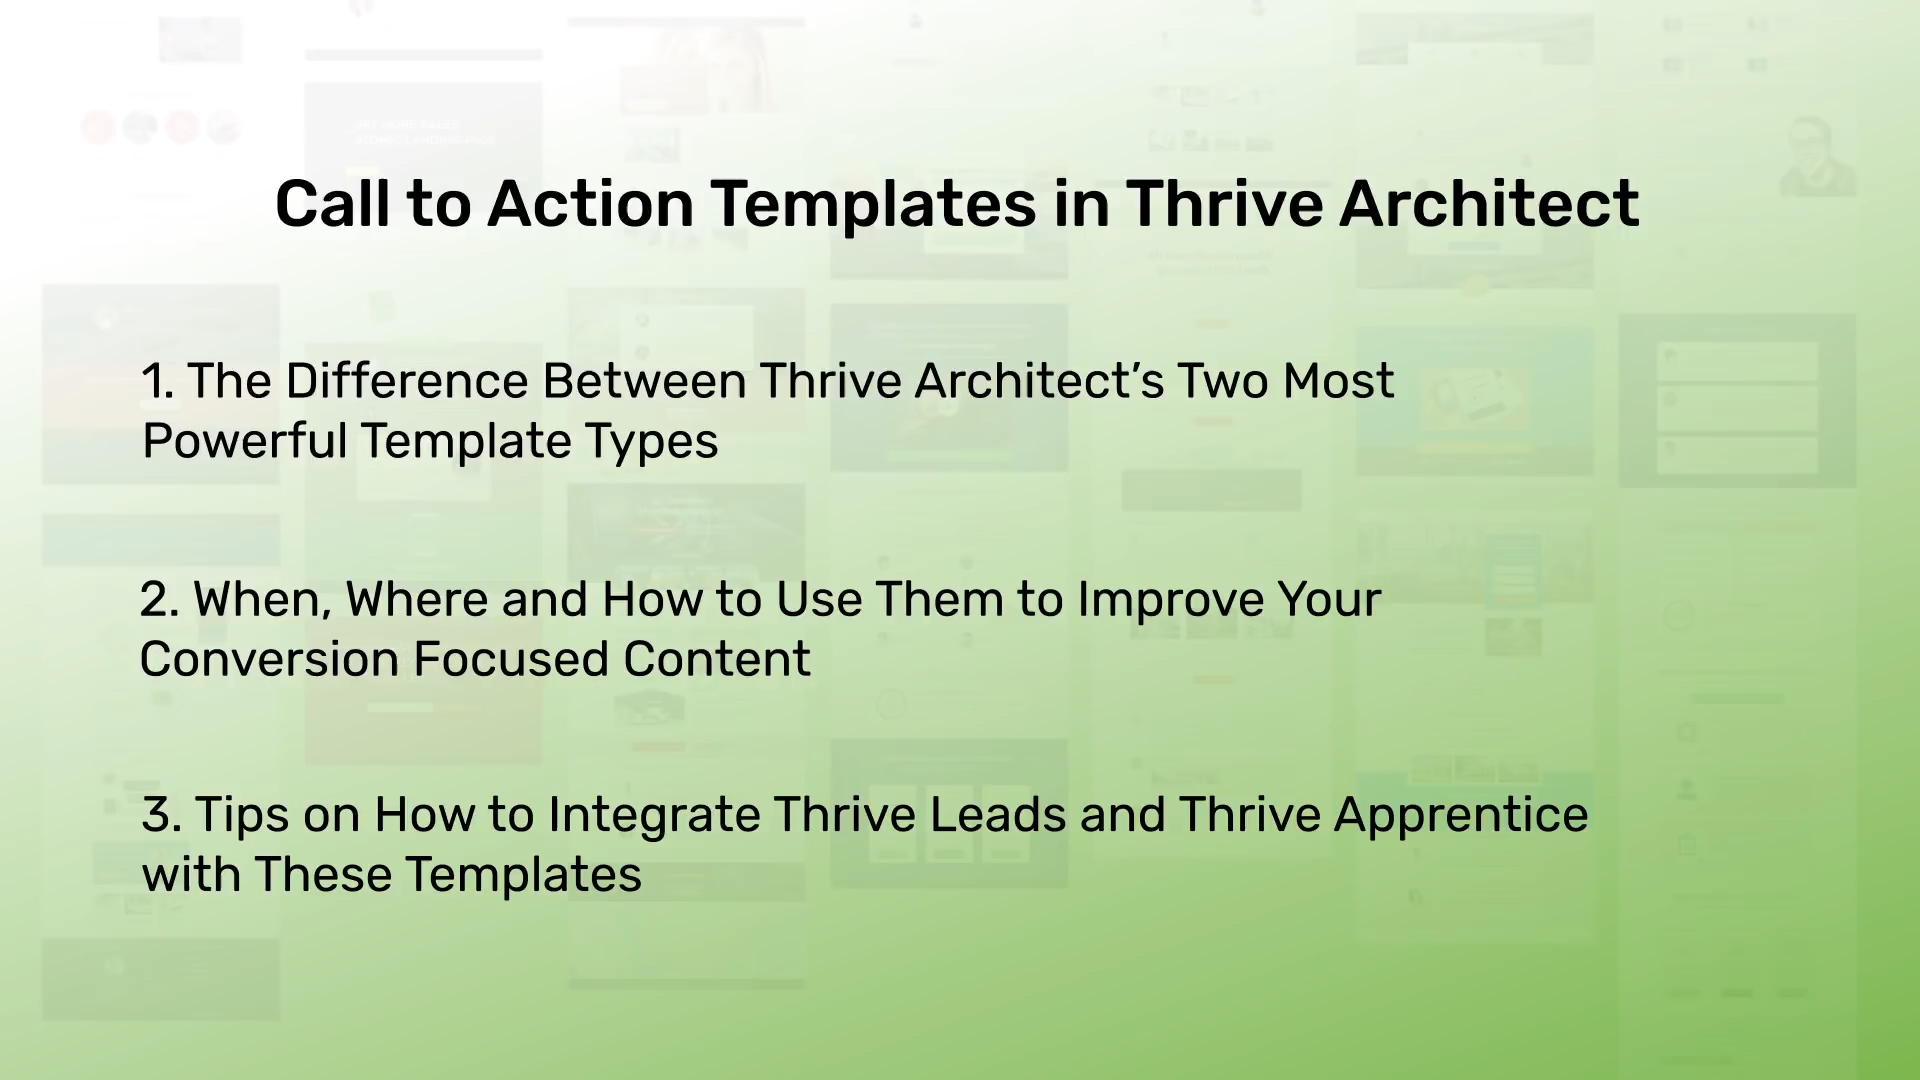 Call to Action Templates in Thrive Architect
1. The Difference Between Thrive Architect’s Two Most
Powerful Template Types
2. When, Where and How to Use Them to Improve Your
Conversion Focused Content
3. Tips on How to Integrate Thrive Leads and Thrive Apprentice
with These Templates